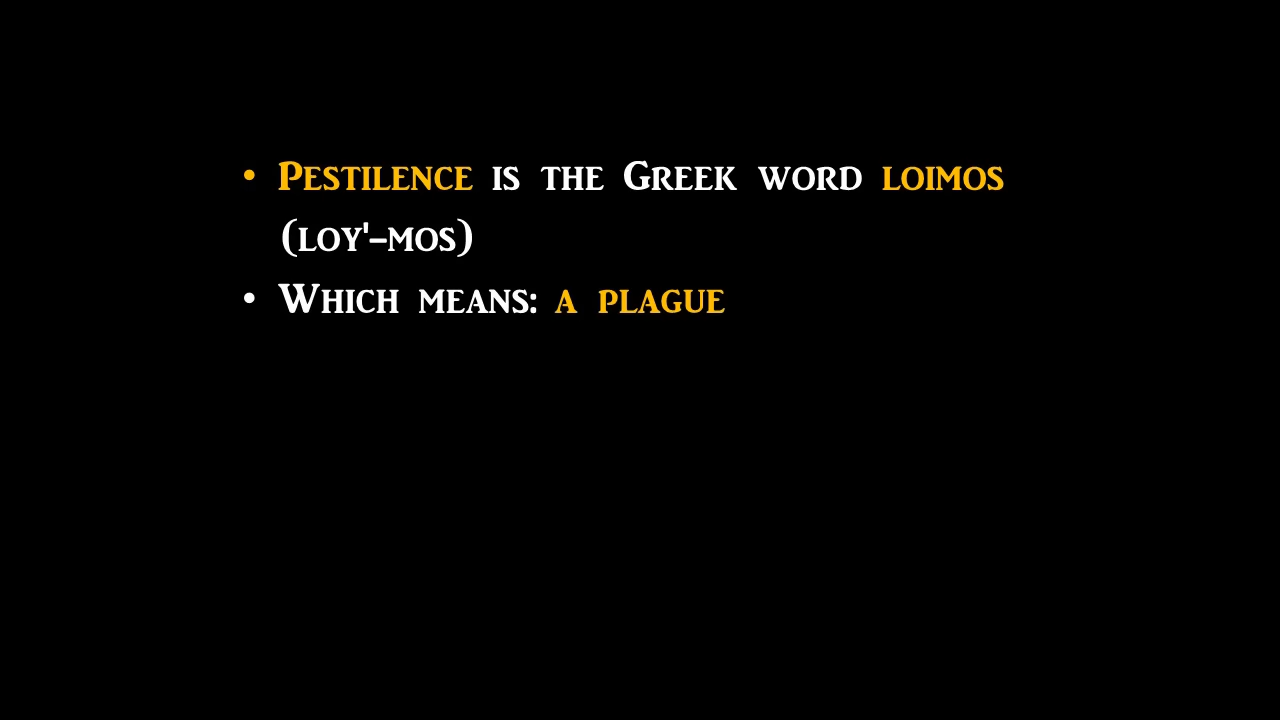 • Pestilence is the Greek word loimos
(loy'-mos)
• Which means: a plague